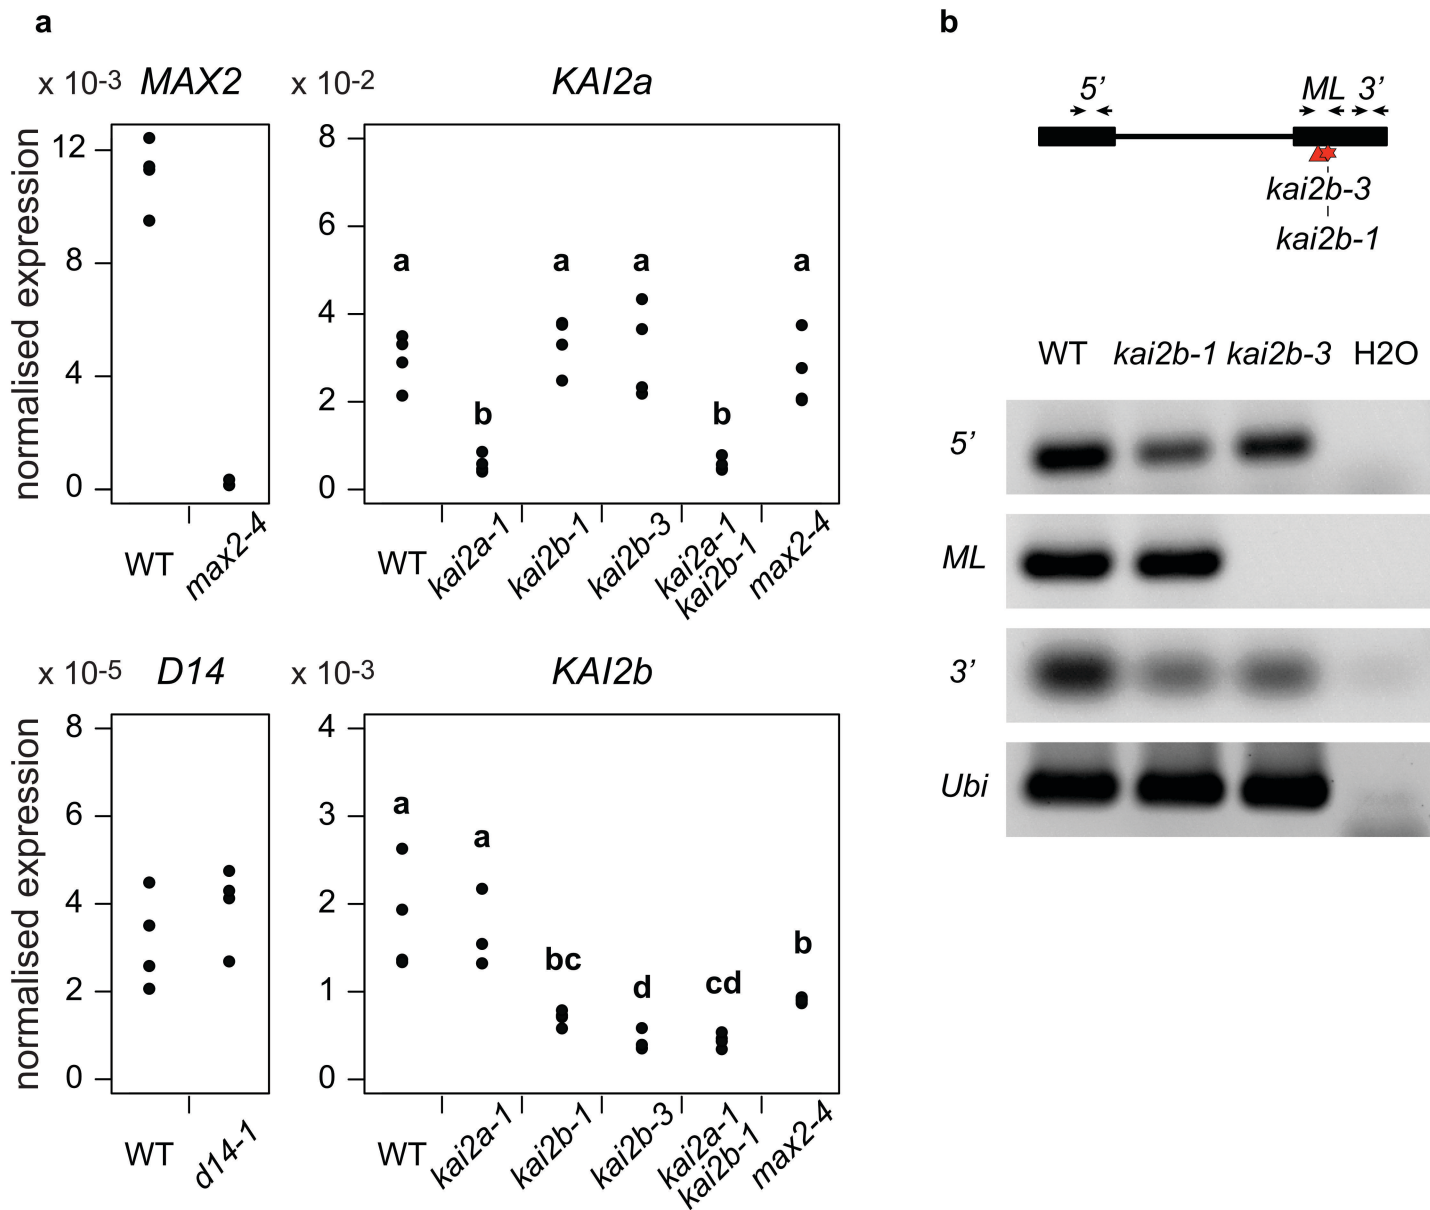 a
x 10-3 MAX2
normalised expression
12
8
4
0
WT
max2-4
x 10-2 KAI2a
8
6
4
2
0
a
b
a
a
b
a
WT
kai2a-1
kai2b-1
kai2b-3
kai2a-1
kai2b-1
max2-4
x 10-5 D14
normalised expression
8
6
4
2
0
WT
d14-1
x 10-3 KAI2b
4
3
2
1
0
a
a
bc
d
cd
b
WT
kai2a-1
kai2b-1
kai2b-3
kai2a-1
kai2b-1
max2-4
b
5’ ML 3’
kai2b-3
kai2b-1
WT kai2b-1 kai2b-3 H2O
5’
ML
3’
Ubi